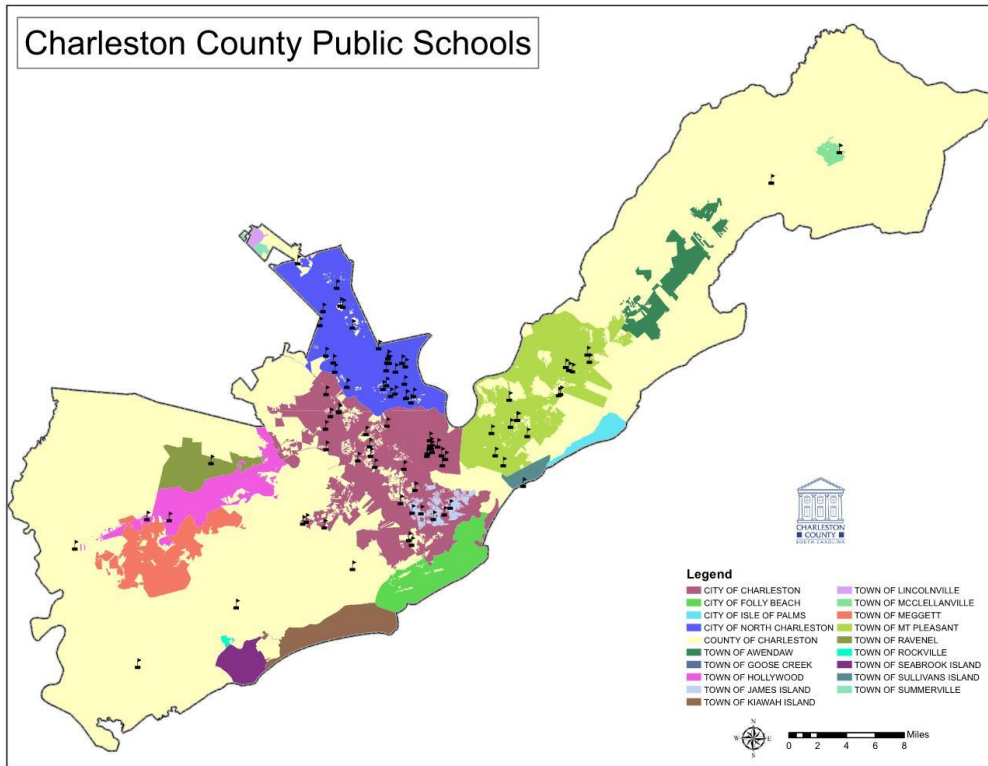 Charleston County Public Schools
CHARLESTON
COUNTY
SOUTH CAROLINA
Legend
CITY OF CHARLESTON
CITY OF FOLLY BEACH
CITY OF ISLE OF PALMS
CITY OF NORTH CHARLESTON
COUNTY OF CHARLESTON
TOWN OF AWENDAW
TOWN OF GOOSE CREEK
TOWN OF HOLLYWOOD
TOWN OF JAMES ISLAND
TOWN OF KIAWAH ISLAND
TOWN OF LINCOLNVILLE
TOWN OF MCCLELLANVILLE
TOWN OF MEGGETT
TOWN OF MT PLEASANT
TOWN OF RAVENEL
TOWN OF ROCKVILLE
TOWN OF SEABROOK ISLAND
TOWN OF SULLIVANS ISLAND
TOWN OF SUMMERVILLE
N
W E
S
Miles
0 2 4 6 8